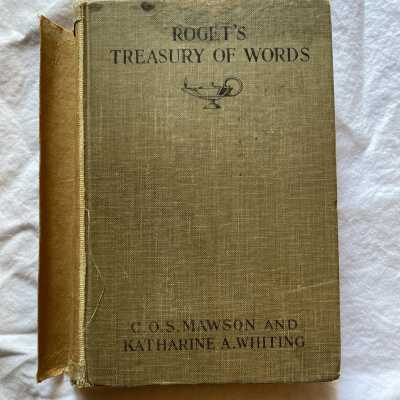 ROGET'S
TREASURY OF WORDS
C.O.S. MAWSON AND
KATHARINE A. WHITING